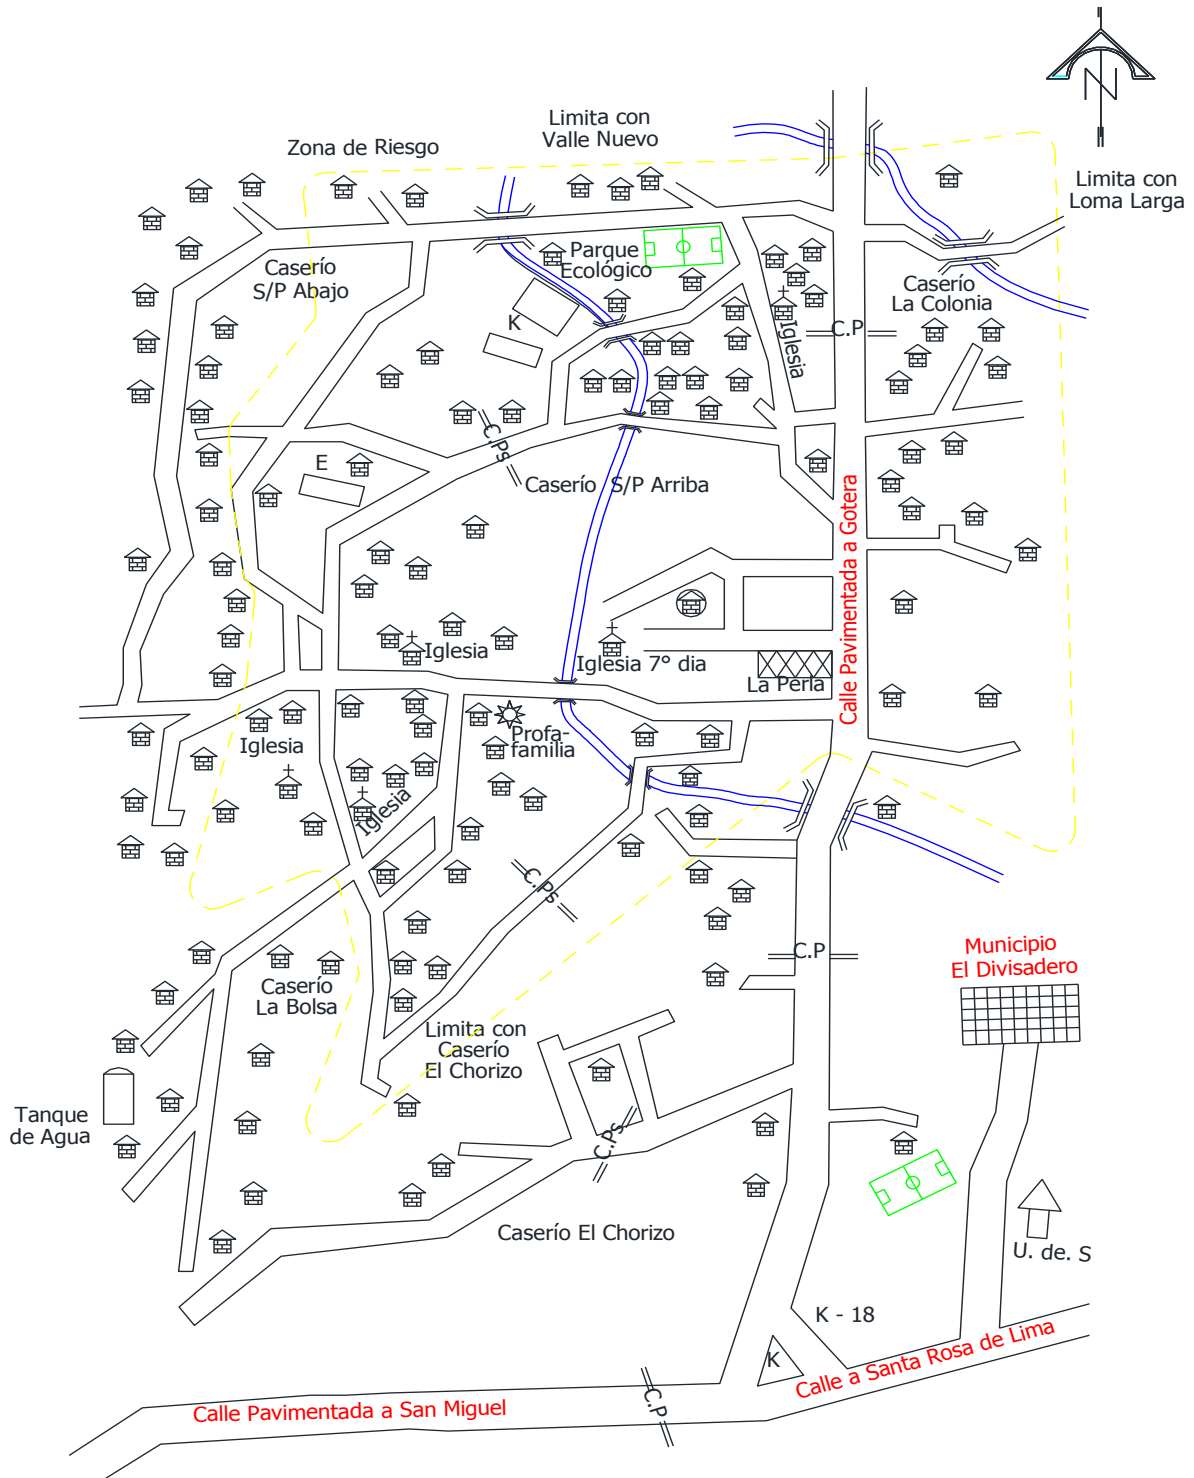 N
Limita con
Valle Nuevo
Zona de Riesgo
Limita con
Loma Larga
Parque
Ecológico
Caserío
S/P Abajo
Caserío
La Colonia
K
Iglesia
C.P
C.Ps
E
Caserío S/P Arriba
Calle Pavimentada a Gotera
Iglesia
Iglesia 7° dia
La Perla
Iglesia
Profa-
familia
Iglesia
C.Ps
C.P
Municipio
El Divisadero
Caserío
La Bolsa
Limita con
Caserío
El Chorizo
Tanque
de Agua
C.Ps
Caserío El Chorizo
U. de. S
K - 18
K
Calle a Santa Rosa de Lima
C.P
Calle Pavimentada a San Miguel